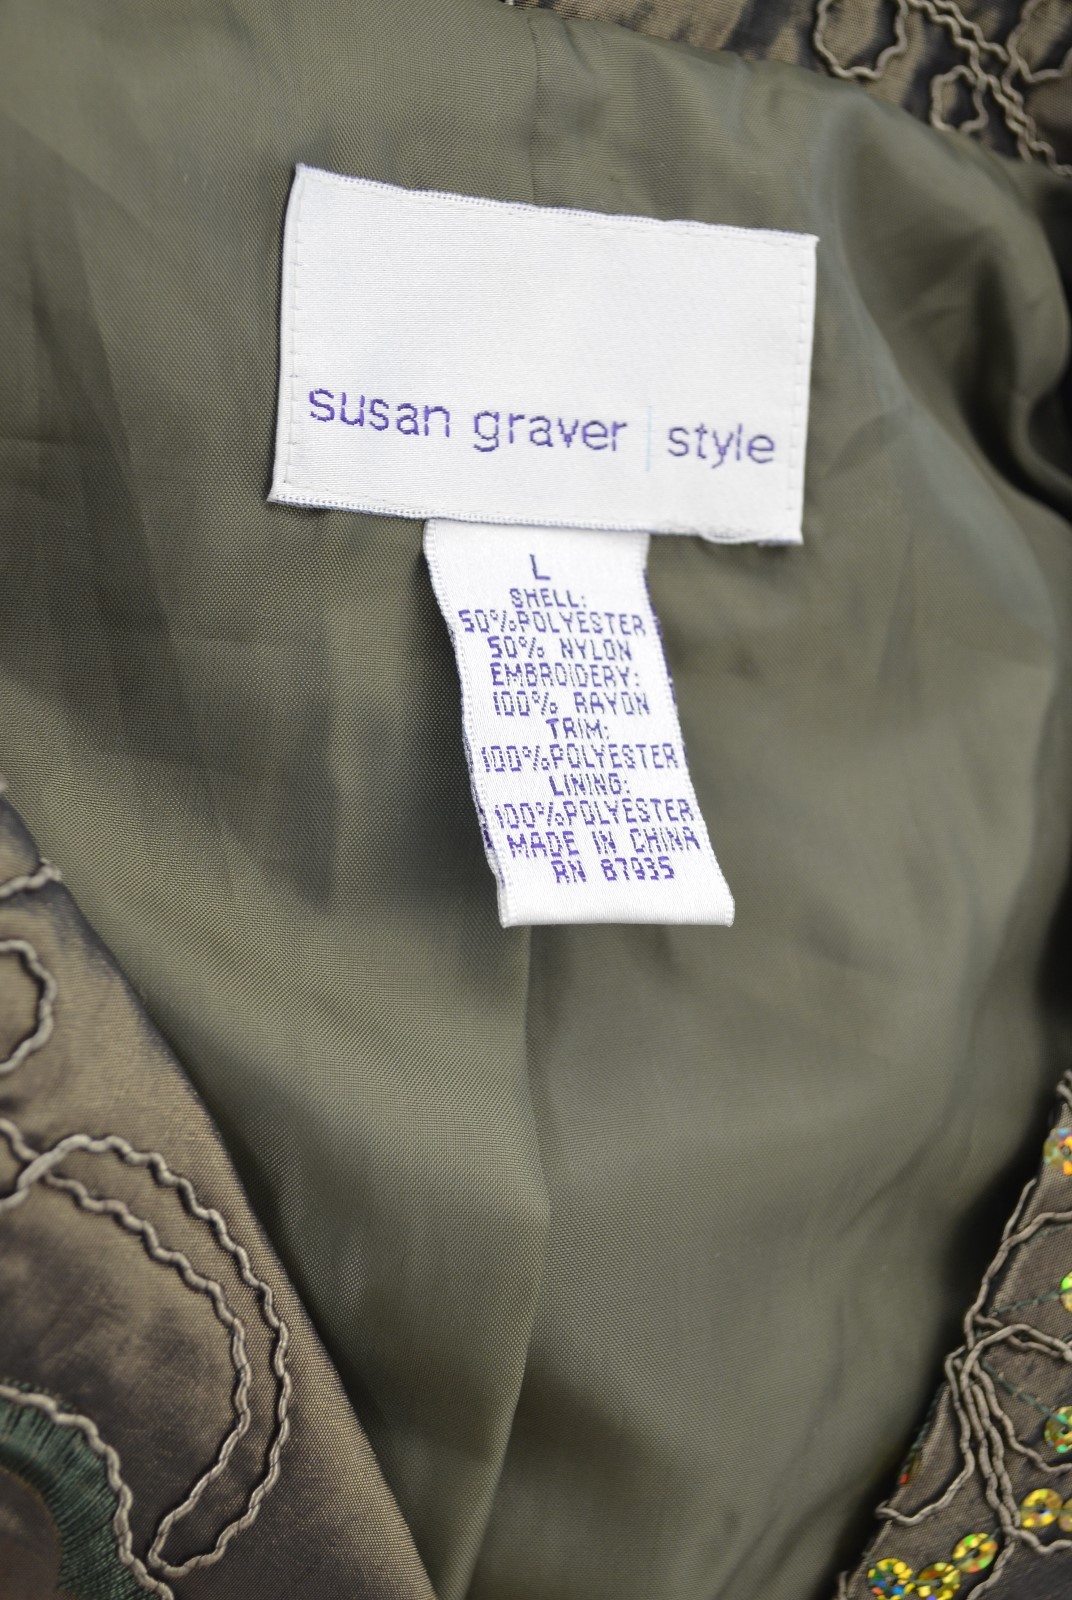 susan graver | style
L
SHELL:
50%POLYESTER
50% NYLON
EMBROIDERY:
100% RAYON
TRIM:
100%POLYESTER
LINING:
100%POLYESTER
MADE IN CHINA
RN 87935